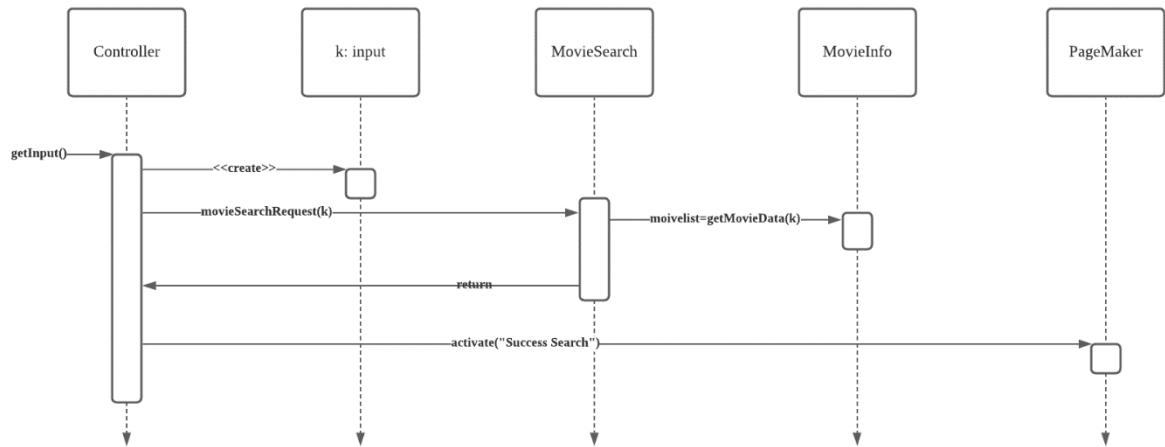 Controller
k: input
MovieSearch
MovieInfo
PageMaker
getInput()
<<create>>
movieSearchRequest(k)
moivelist=getMovieData(k)
return
activate("Success Search")